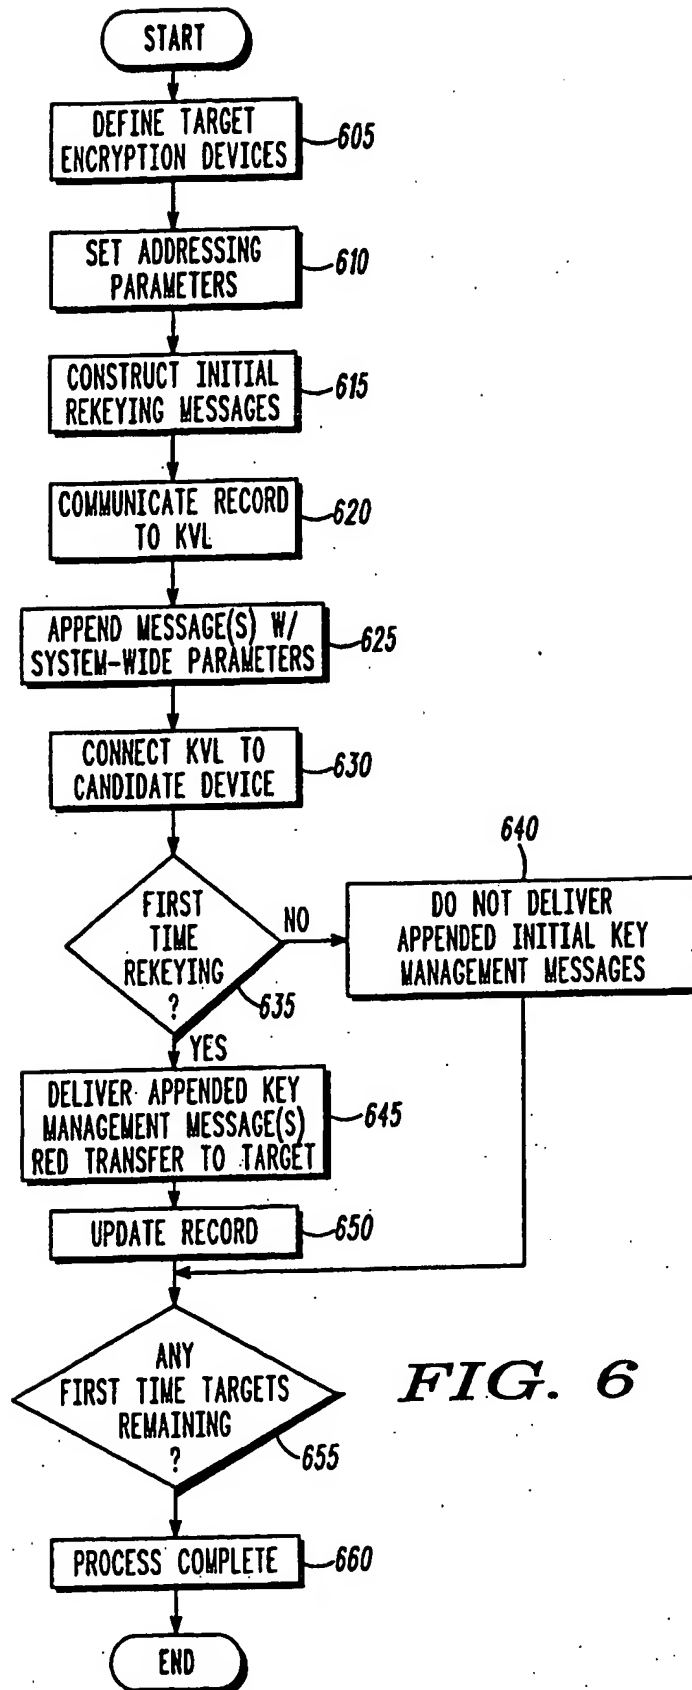 START
DEFINE TARGET
ENCRYPTION DEVICES
605
SET ADDRESSING
PARAMETERS
610
CONSTRUCT INITIAL
REKEYING MESSAGES
615
COMMUNICATE RECORD
TO KVL
620
APPEND MESSAGE(S) W/
SYSTEM-WIDE PARAMETERS
625
CONNECT KVL TO
CANDIDATE DEVICE
630
FIRST
TIME
REKEYING
?
635
NO
640
DO NOT DELIVER
APPENDED INITIAL KEY
MANAGEMENT MESSAGES
YES
DELIVER APPENDED KEY
MANAGEMENT MESSAGE(S)
RED TRANSFER TO TARGET
645
UPDATE RECORD
650
ANY
FIRST TIME TARGETS
REMAINING
?
655
FIG. 6
PROCESS COMPLETE
660
END